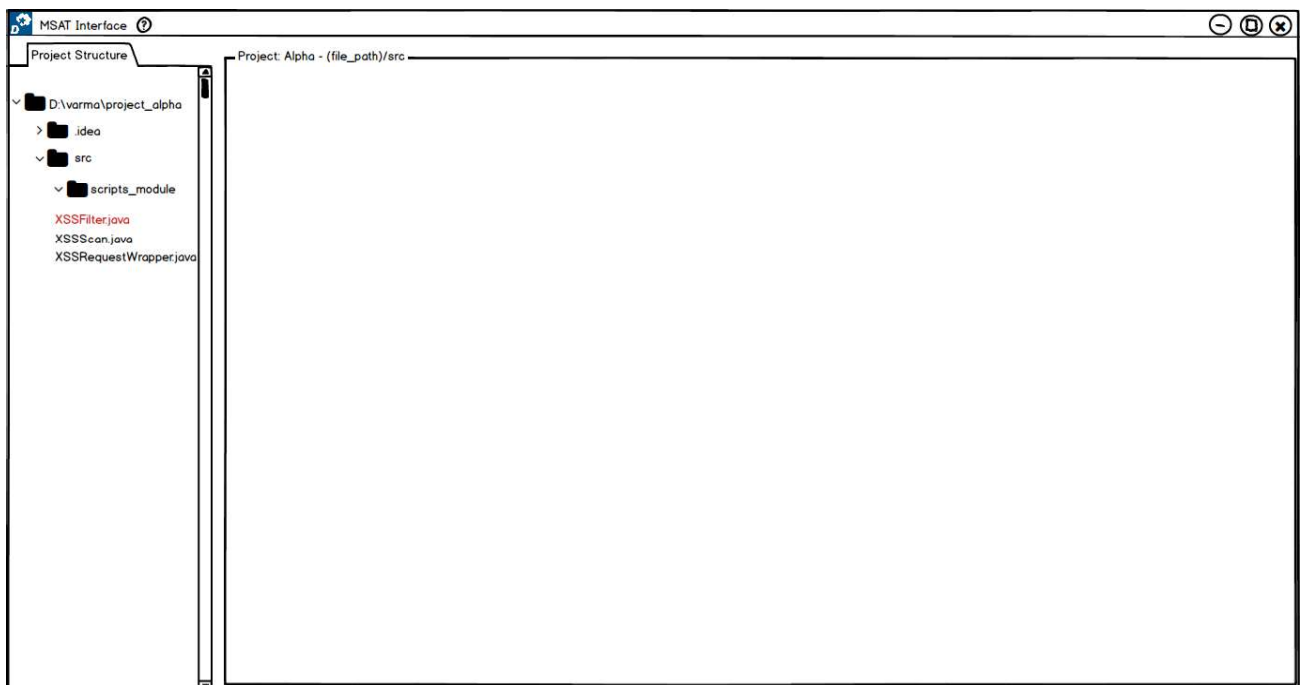 D
MSAT Interface ?
Project Structure
Project: Alpha - (file_path)/src
D:\varma\project_alpha
.idea
src
scripts_module
XSSFilter.java
XSSScan.java
XSSRequestWrapper.java